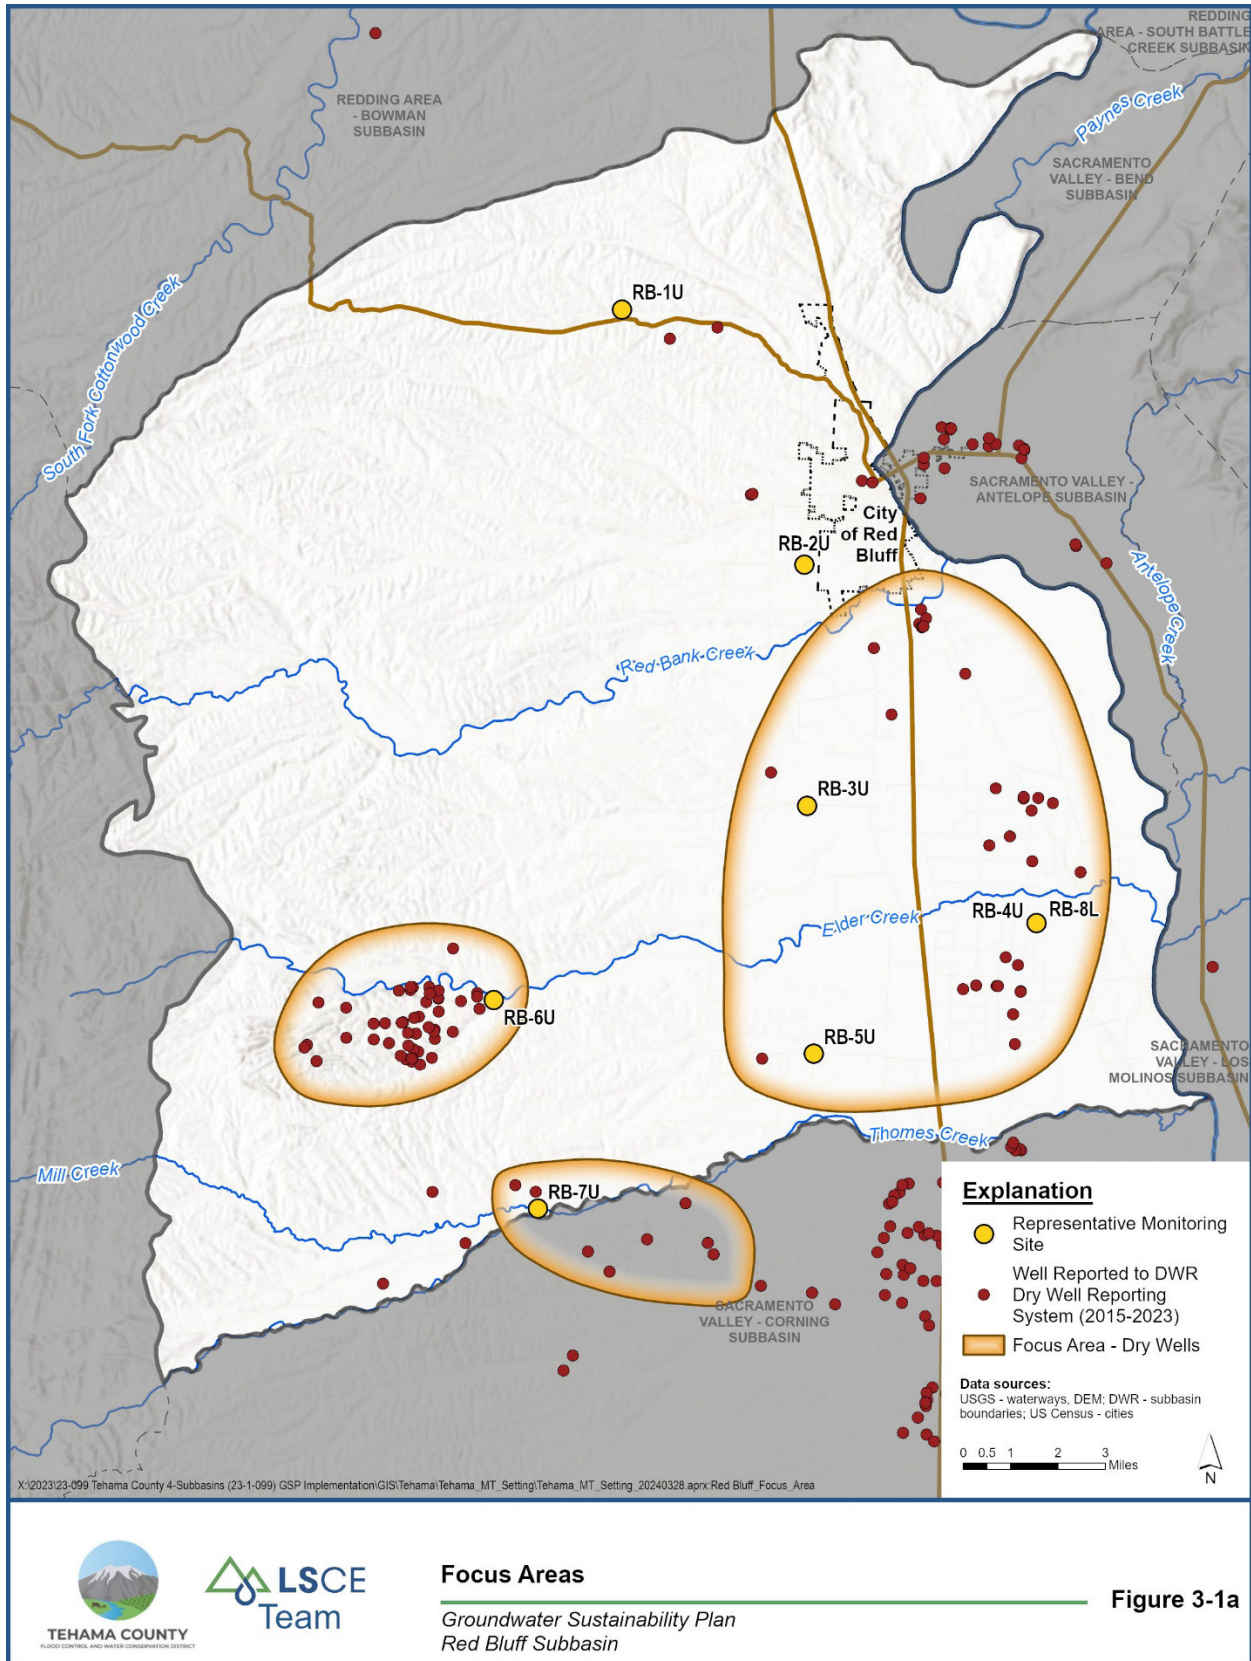 REDDING
AREA - SOUTH BATTLE
CREEK SUBBASIN
REDDING AREA
- BOWMAN
SUBBASIN
Paynes Creek
SACRAMENTO
VALLEY - BEND
SUBBASIN
South Fork Cottonwood Creek
RB-1U
SACRAMENTO VALLEY -
ANTELOPE SUBBASIN
City
of Red
Bluff
RB-2U
Antelope Creek
Red Bank Creek
RB-3U
Elder Creek
RB-4U
RB-8L
RB-6U
RB-5U
SACRAMENTO
VALLEY - LOS
MOLINOS SUBBASIN
Thomes Creek
Mill Creek
RB-7U
SACRAMENTO
VALLEY - CORNING
SUBBASIN
Explanation
Representative Monitoring
Site
Well Reported to DWR
Dry Well Reporting
System (2015-2023)
Focus Area - Dry Wells
Data sources:
USGS - waterways, DEM; DWR - subbasin
boundaries; US Census - cities
0 0.5 1 2 3
Miles
N
X:\2023\23-099 Tehama County 4-Subbasins (23-1-099) GSP Implementation\GIS\Tehama\Tehama_MT_Setting\Tehama_MT_Setting_20240328.aprx:Red Bluff_Focus_Area
TEHAMA COUNTY
FLOOD CONTROL AND WATER CONSERVATION DISTRICT
LSCE
Team
Focus Areas
Groundwater Sustainability Plan
Red Bluff Subbasin
Figure 3-1a